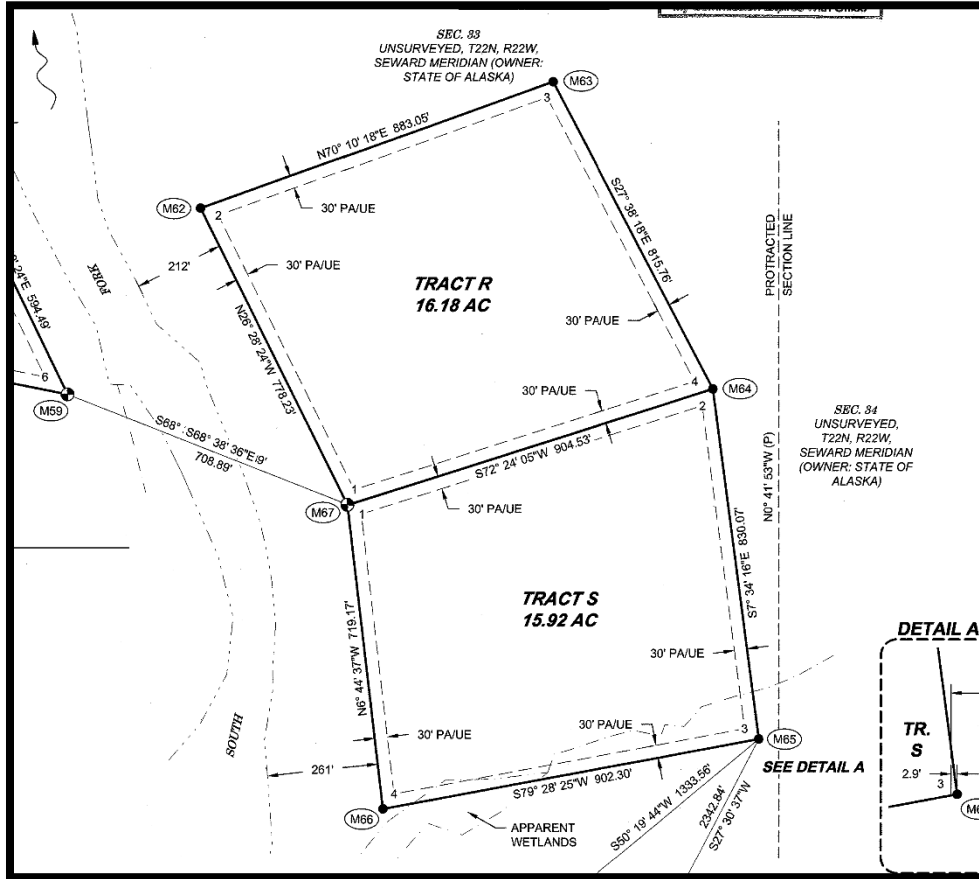 SEC. 33
UNSURVEYED, T22N, R22W,
SEWARD MERIDIAN (OWNER:
STATE OF ALASKA)
M63
3
N70° 10' 18"E 883.05'
M62
2
30' PA/UE
30' PA/UE
212'
FORK
S27° 38' 18"E 815.76'
TRACT R
16.18 AC
PROTRACTED
SECTION LINE
N26° 28' 24"W 778.23'
30' PA/UE
24"E 594.49'
6
M59
30' PA/UE
4
M64
2
S68° 38' 36"E
708.89'
S72° 24' 05"W 904.53'
SEC. 34
UNSURVEYED,
T22N, R22W,
SEWARD MERIDIAN
(OWNER: STATE OF
ALASKA)
1
M67
1
30' PA/UE
N0° 41' 53"W (P)
S7° 34' 16"E 830.07'
TRACT S
15.92 AC
N6° 44' 37"W 719.17'
30' PA/UE
DETAIL A
SOUTH
30' PA/UE
30' PA/UE
3
M65
TR.
S
261'
SEE DETAIL A
2.9'
3
4
S79° 28' 25"W 902.30'
M66
S50° 19' 44"W 1333.56'
2342.84'
S27° 30' 37"W
APPARENT
WETLANDS